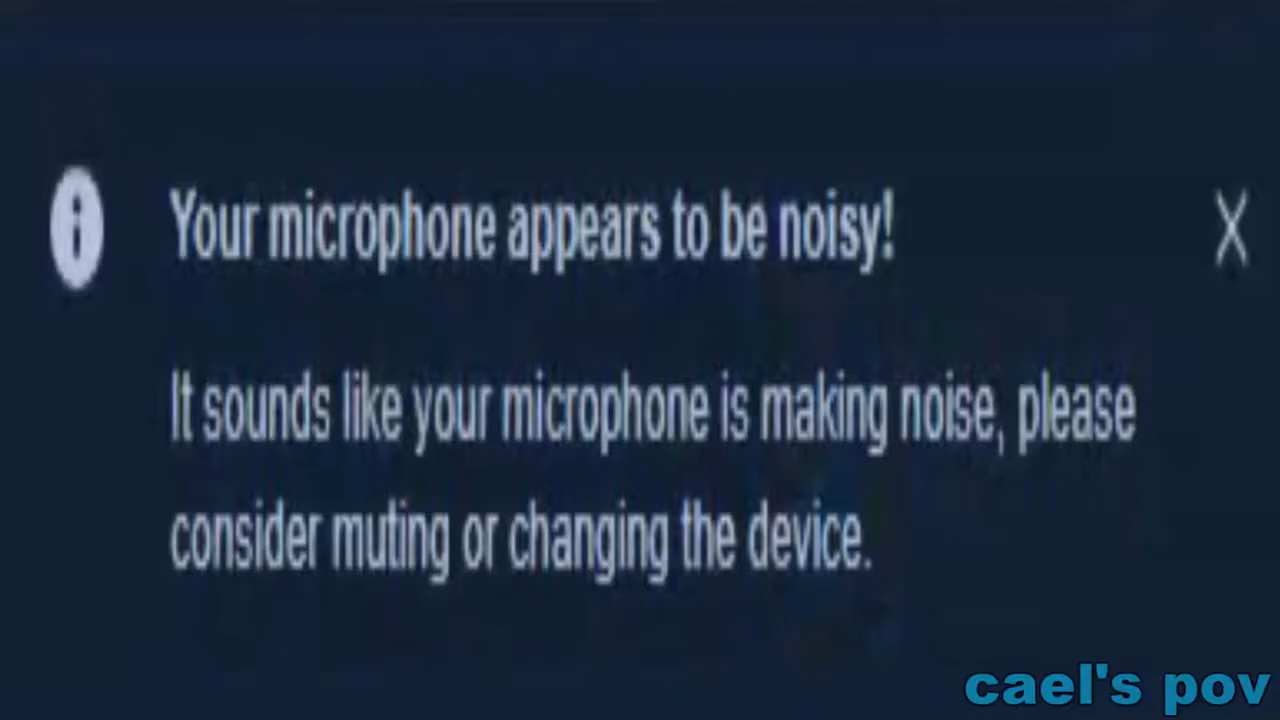 Your microphone appears to be noisy!
It sounds like your microphone is making noise, please
consider muting or changing the device.
cael's pov